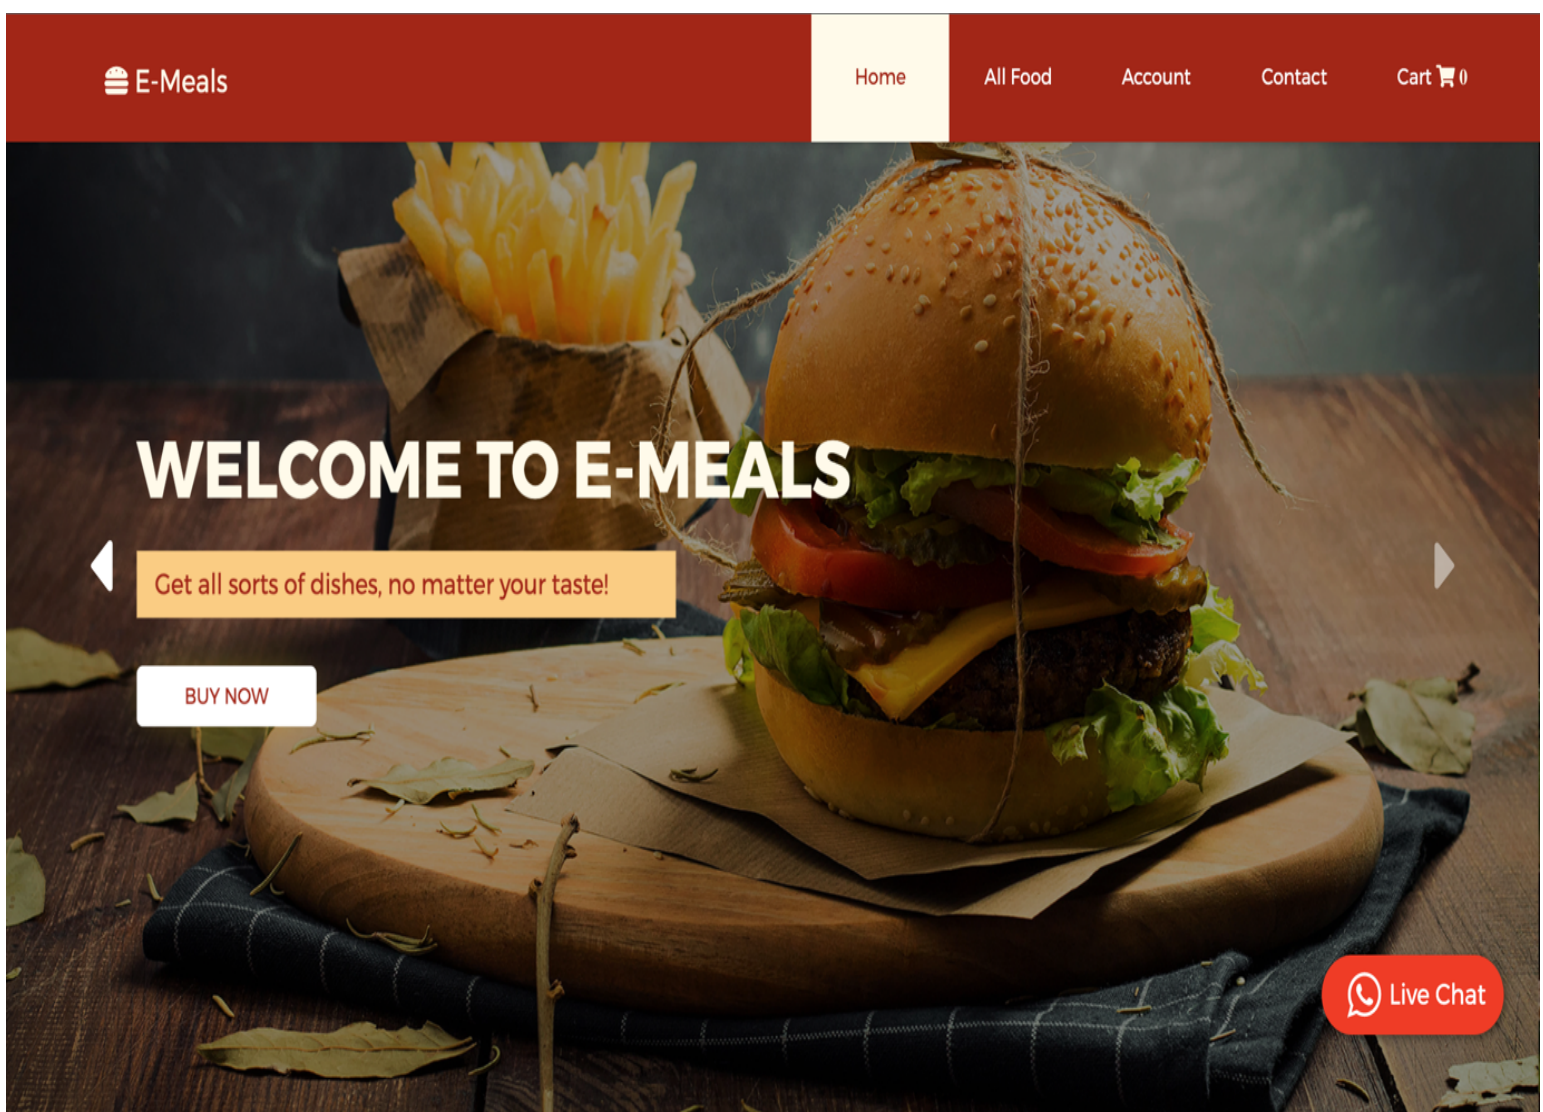 E-Meals
Home
All Food
Account
Contact
Cart 0
WELCOME TO E-MEALS
Get all sorts of dishes, no matter your taste!
BUY NOW
Live Chat